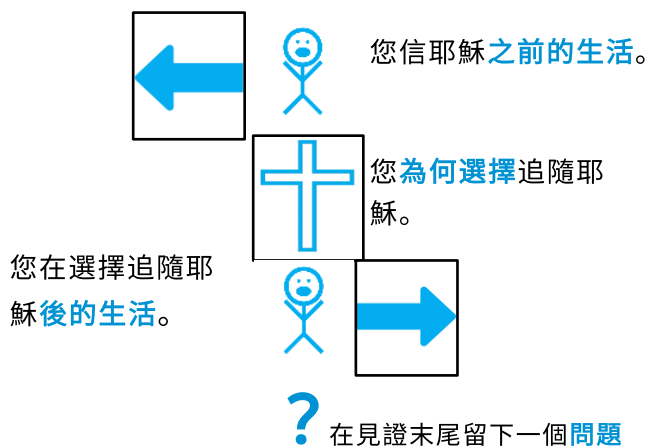 您信耶穌之前的生活。
您為何選擇追隨耶
穌。
您在選擇追隨耶
穌後的生活。
? 在見證末尾留下一個問題